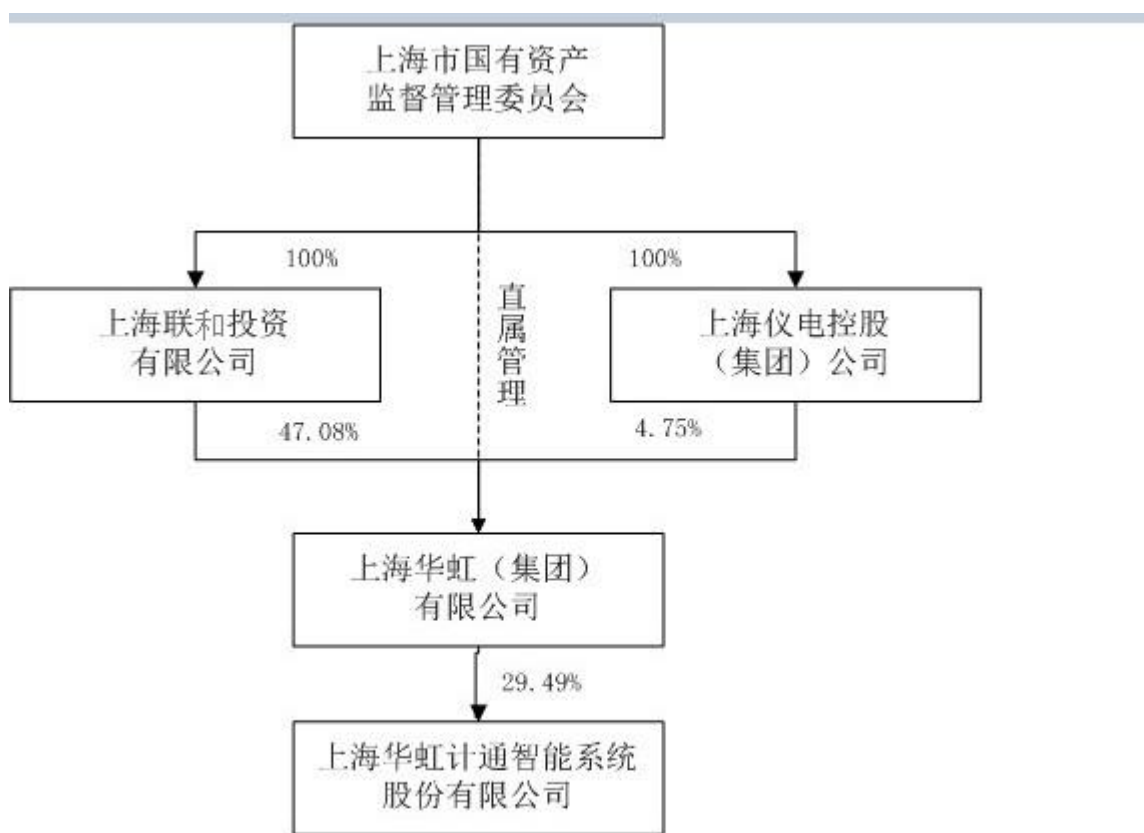 上海市国有资产
监督管理委员会
100%
100%
直属管理
上海联和投资
有限公司
上海仪电控股
（集团）公司
47.08%
4.75%
上海华虹（集团）
有限公司
29.49%
上海华虹计通智能系统
股份有限公司